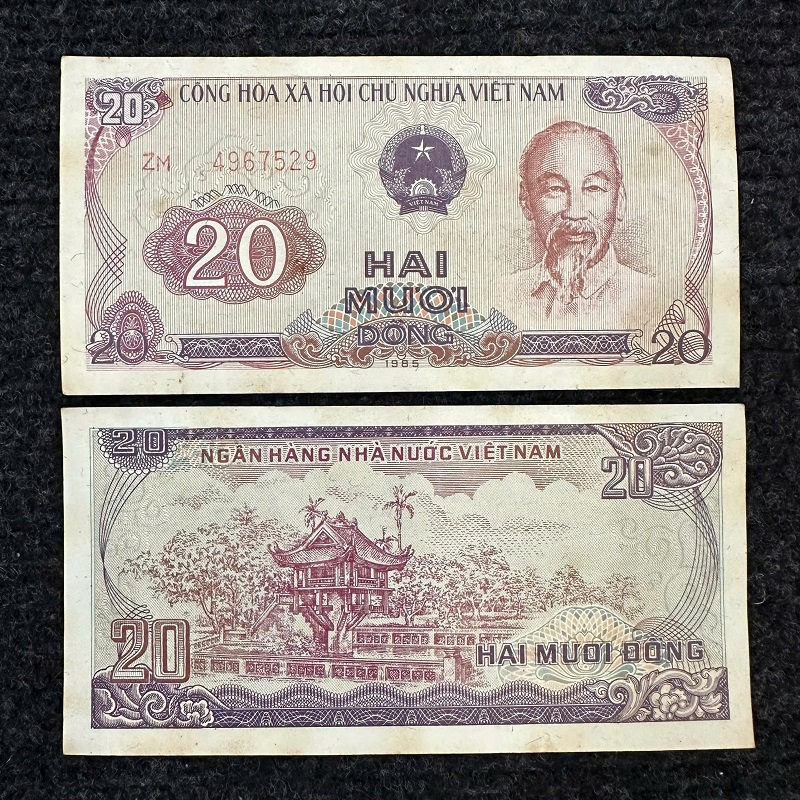 20
CÔNG HÒA XÃ HỘI CHỦ NGHĨA VIỆT NAM
ZM 4967529
VIỆT NAM
20
HAI
MƯƠI
ĐỒNG
20
1985
20
20
NGÂN HÀNG NHÀ NƯỚC VIỆT NAM
20
20
HAI MƯƠI ĐỒNG